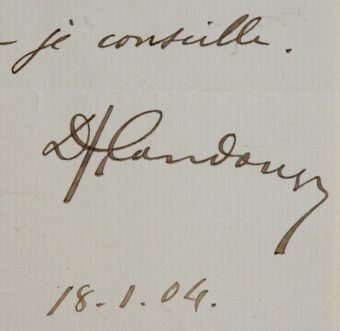 je conseille.
Landouzy
18.1.04.